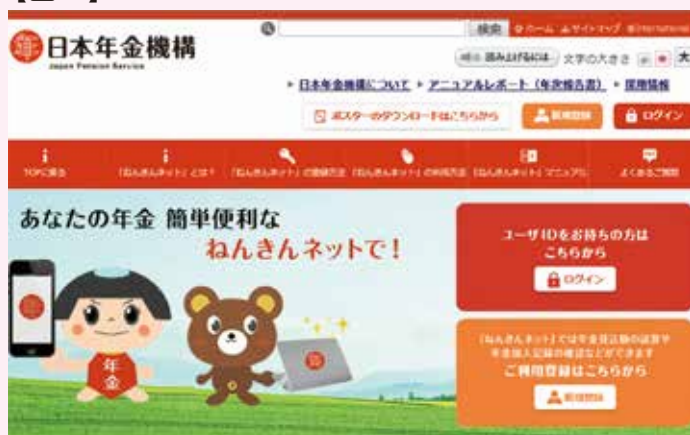 日本年金機構
Japan Pension Service
検索 ホーム サイトマップ International
読み上げるには 文字の大きさ 大
日本年金機構について アニュアルレポート（年次報告書） 採用情報
ポスターのダウンロードはこちらから 新規登録 ログイン
TOPに戻る 「ねんきんネット」とは？ 「ねんきんネット」の登録方法 「ねんきんネット」の利用方法 「ねんきんネット」マニュアル よくあるご質問
あなたの年金 簡単便利な
ねんきんネットで！
ユーザIDをお持ちの方は
こちらから
ログイン
「ねんきんネット」では年金見込額の試算や
年金加入記録の確認などができます
ご利用登録はこちらから
新規登録
年
年金